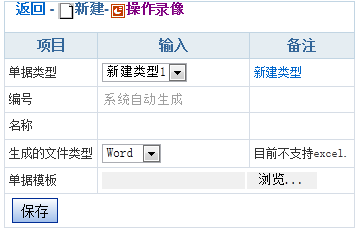 返回 - 新建-操作录像
项目 输入 备注
单据类型 新建类型1 新建类型
编号 系统自动生成
名称
生成的文件类型 Word 目前不支持excel.
单据模板 浏览...
保存